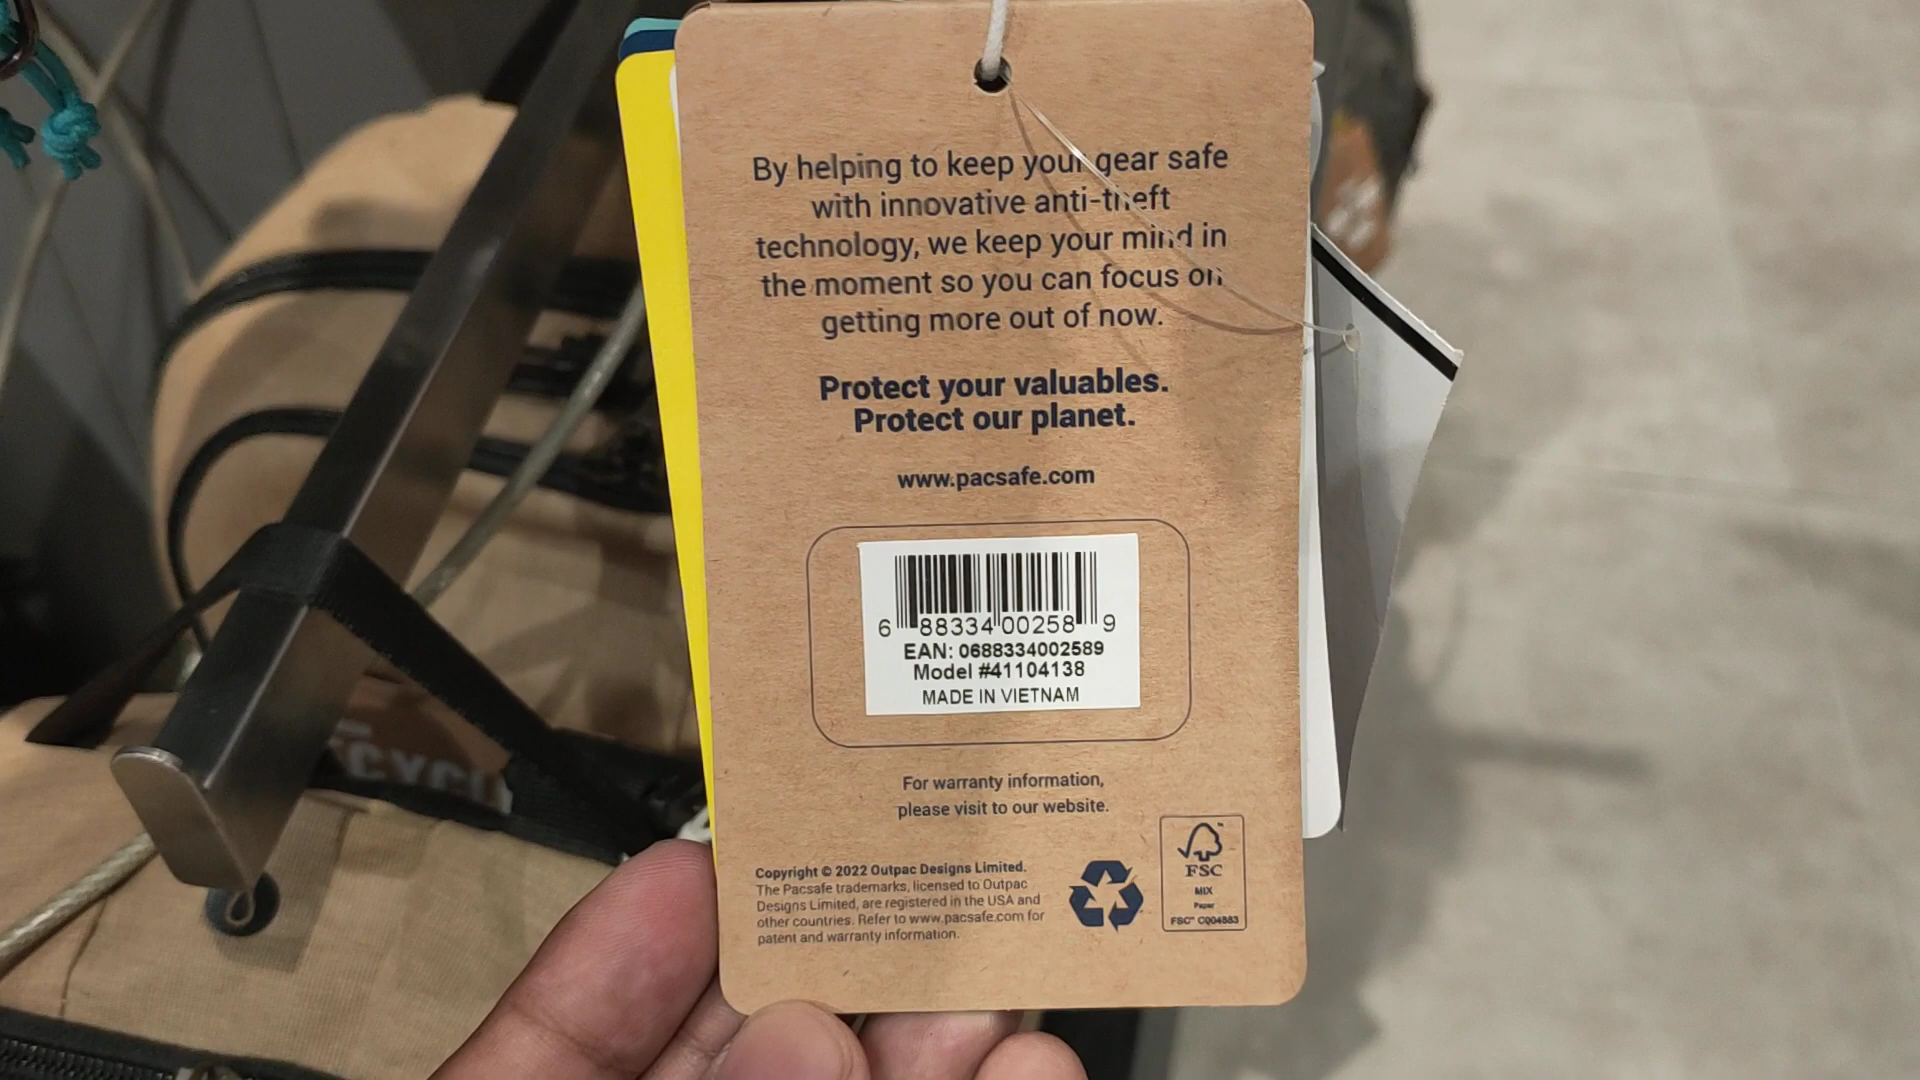 By helping to keep your gear safe
with innovative anti-theft
technology, we keep your mind in
the moment so you can focus on
getting more out of now.
Protect your valuables.
Protect our planet.
www.pacsafe.com
6 88334 00258 9
EAN: 0688334002589
Model #41104138
MADE IN VIETNAM
For warranty information,
please visit to our website.
Copyright © 2022 Outpac Designs Limited.
The Pacsafe trademarks, licensed to Outpac
Designs Limited, are registered in the USA and
other countries. Refer to www.pacsafe.com for
patent and warranty information.
™
FSC
MIX
Paper
FSC™ C004883